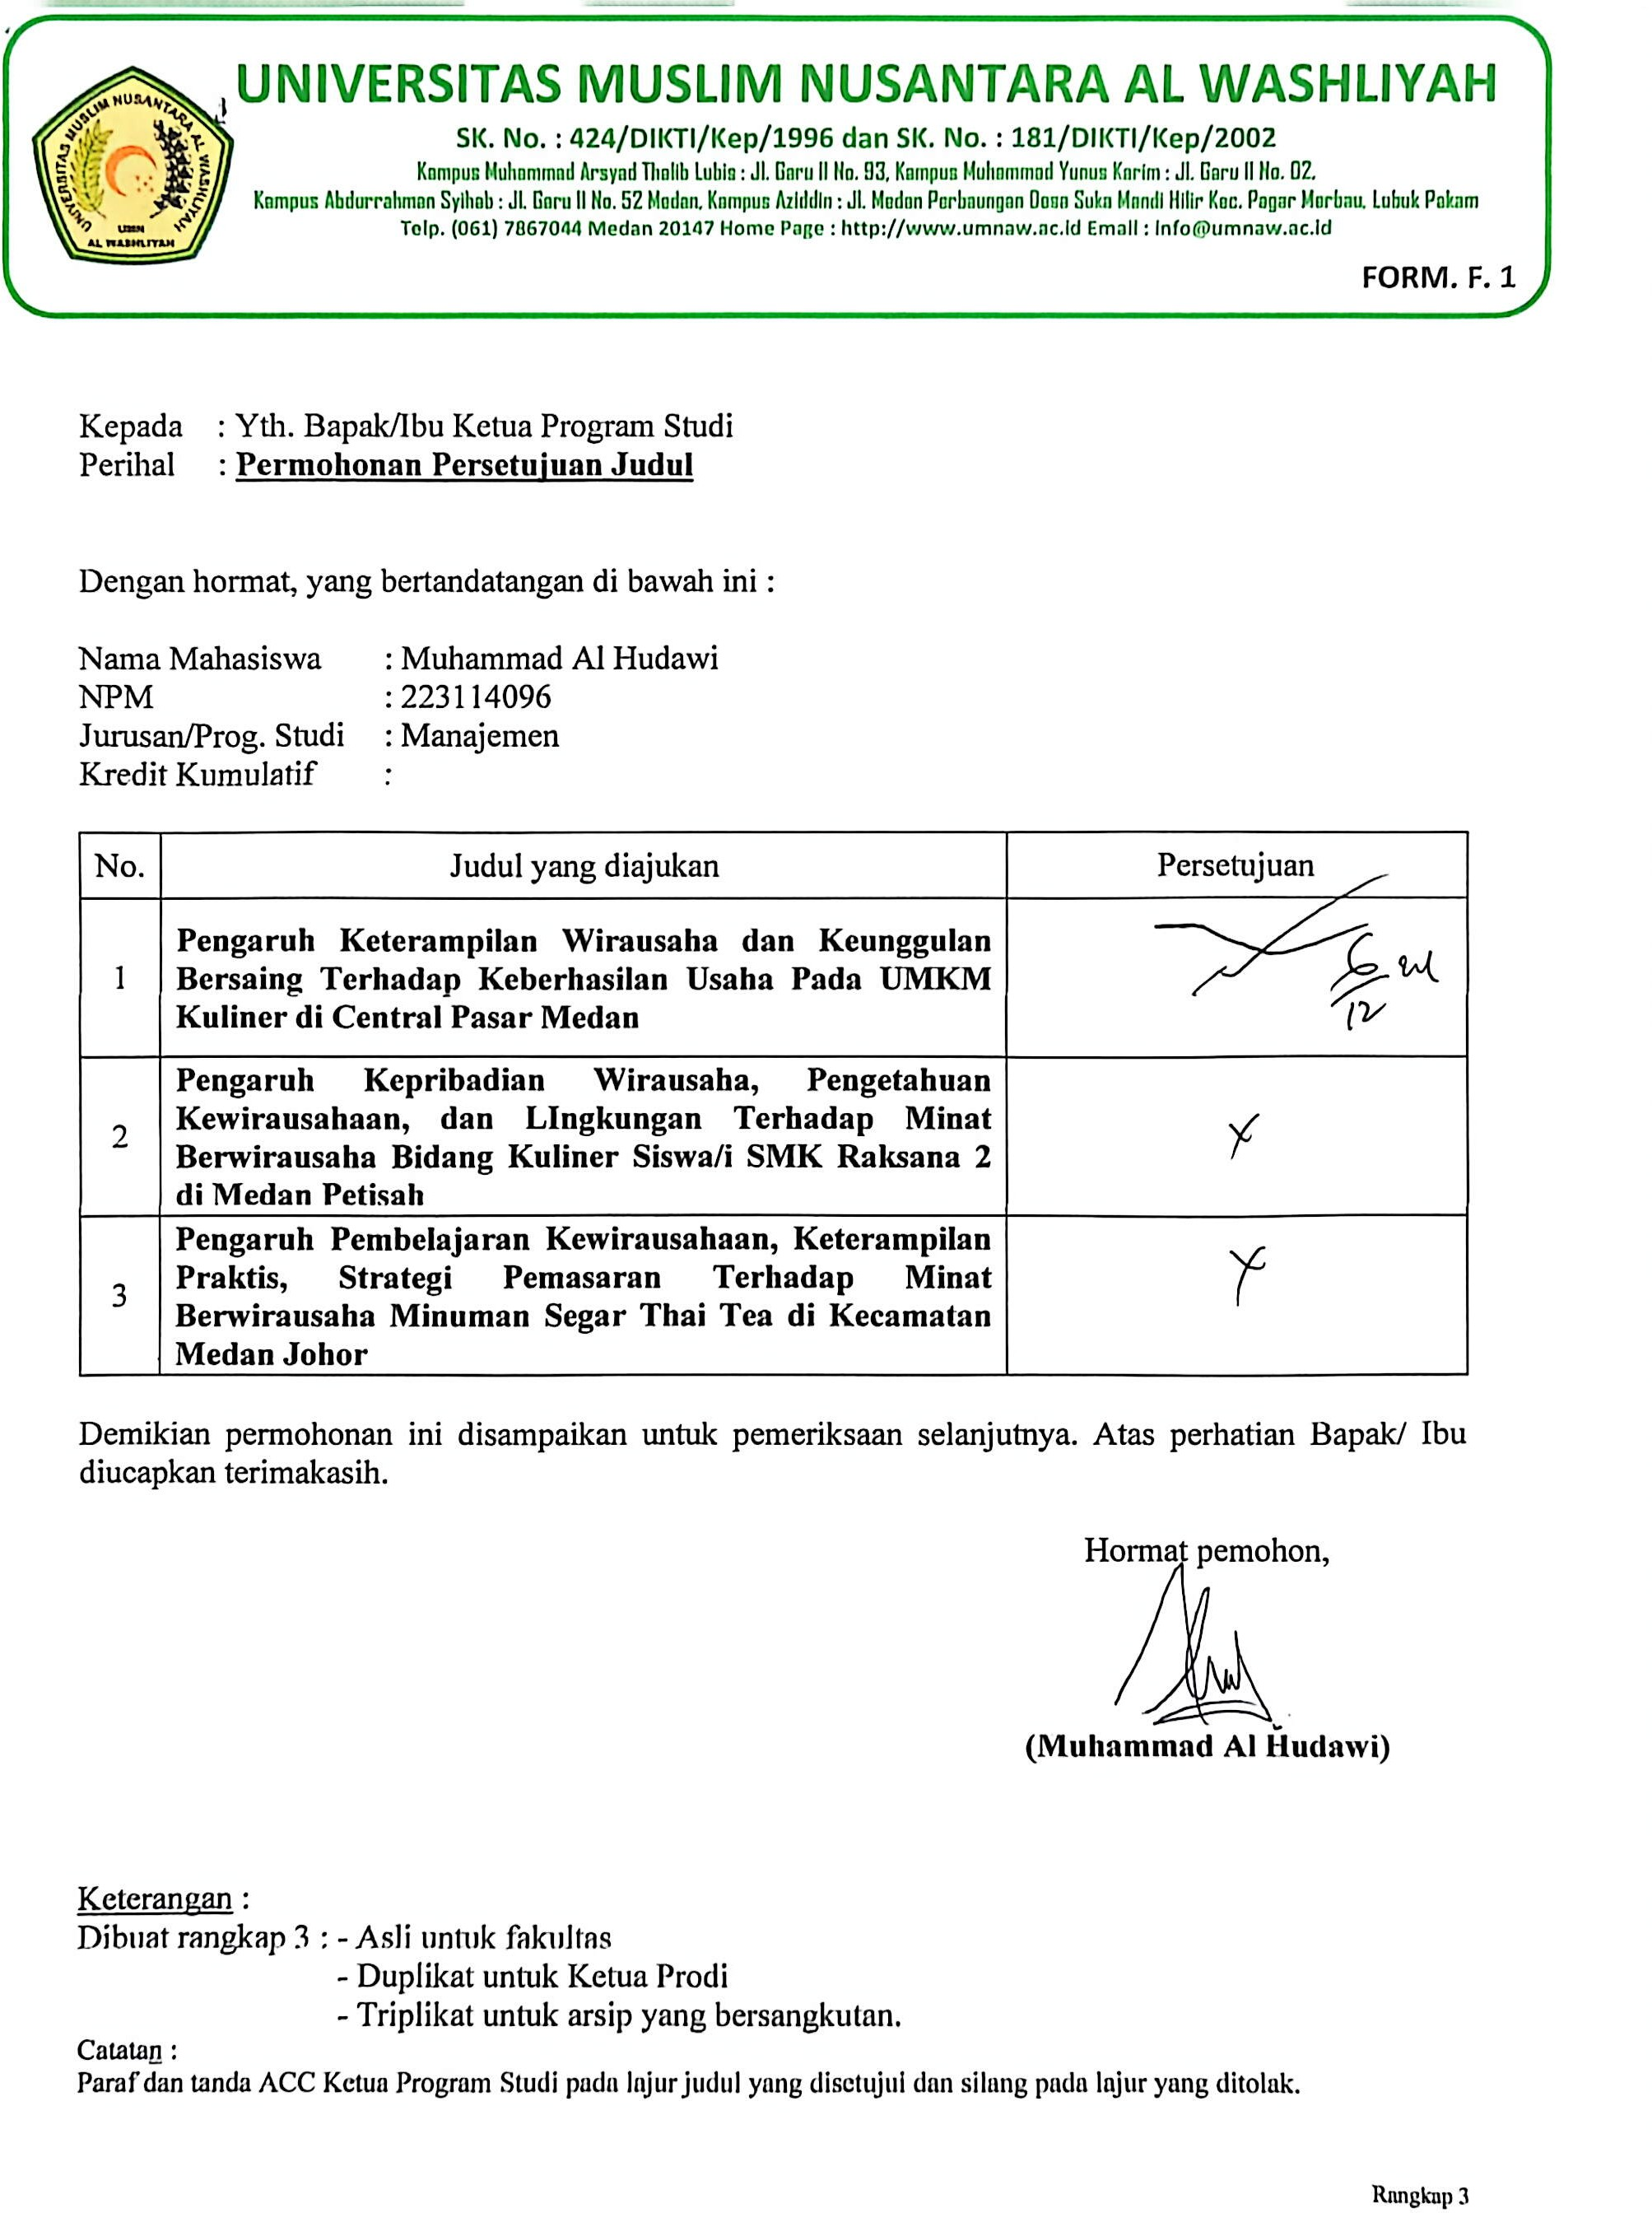 UNIVERSITAS MUSLIM NUSANTARA AL WASHLIYAH
UMN
AL WASHLIYAH
UNIVERSITAS MUSLIM NUSANTARA AL WASHLIYAH
SK. No. : 424/DIKTI/Kep/1996 dan SK. No. : 181/DIKTI/Kep/2002
Kampus Muhammad Arsyad Thalib Lubis : Jl. Garu II No. 93, Kampus Muhammad Yunus Karim : Jl. Garu II No. 02,
Kampus Abdurrahman Syihab : Jl. Garu II No. 52 Medan, Kampus Aziddin : Jl. Medan Perbaungan Desa Suka Mandi Hilir Kec. Pagar Merbau, Lubuk Pakam
Telp. (061) 7867044 Medan 20147 Home Page : http://www.umnaw.ac.id Email : info@umnaw.ac.id
FORM. F. 1
Kepada : Yth. Bapak/Ibu Ketua Program Studi
Perihal : Permohonan Persetujuan Judul
Dengan hormat, yang bertandatangan di bawah ini :
Nama Mahasiswa : Muhammad Al Hudawi
NPM : 223114096
Jurusan/Prog. Studi : Manajemen
Kredit Kumulatif :
No. Judul yang diajukan Persetujuan
Pengaruh Keterampilan Wirausaha dan Keunggulan
1 Bersaing Terhadap Keberhasilan Usaha Pada UMKM
Kuliner di Central Pasar Medan
6/12
Pengaruh Kepribadian Wirausaha, Pengetahuan
Kewirausahaan, dan LIngkungan Terhadap Minat
2 Berwirausaha Bidang Kuliner Siswa/i SMK Raksana 2
di Medan Petisah
Pengaruh Pembelajaran Kewirausahaan, Keterampilan
Praktis, Strategi Pemasaran Terhadap Minat
3 Berwirausaha Minuman Segar Thai Tea di Kecamatan
Medan Johor
Demikian permohonan ini disampaikan untuk pemeriksaan selanjutnya. Atas perhatian Bapak/ Ibu
diucapkan terimakasih.
Hormat pemohon,
(Muhammad Al Hudawi)
Keterangan :
Dibuat rangkap 3 : - Asli untuk fakultas
- Duplikat untuk Ketua Prodi
- Triplikat untuk arsip yang bersangkutan.
Catatan :
Paraf dan tanda ACC Ketua Program Studi pada lajur judul yang disetujui dan silang pada lajur yang ditolak.
Rangkap 3